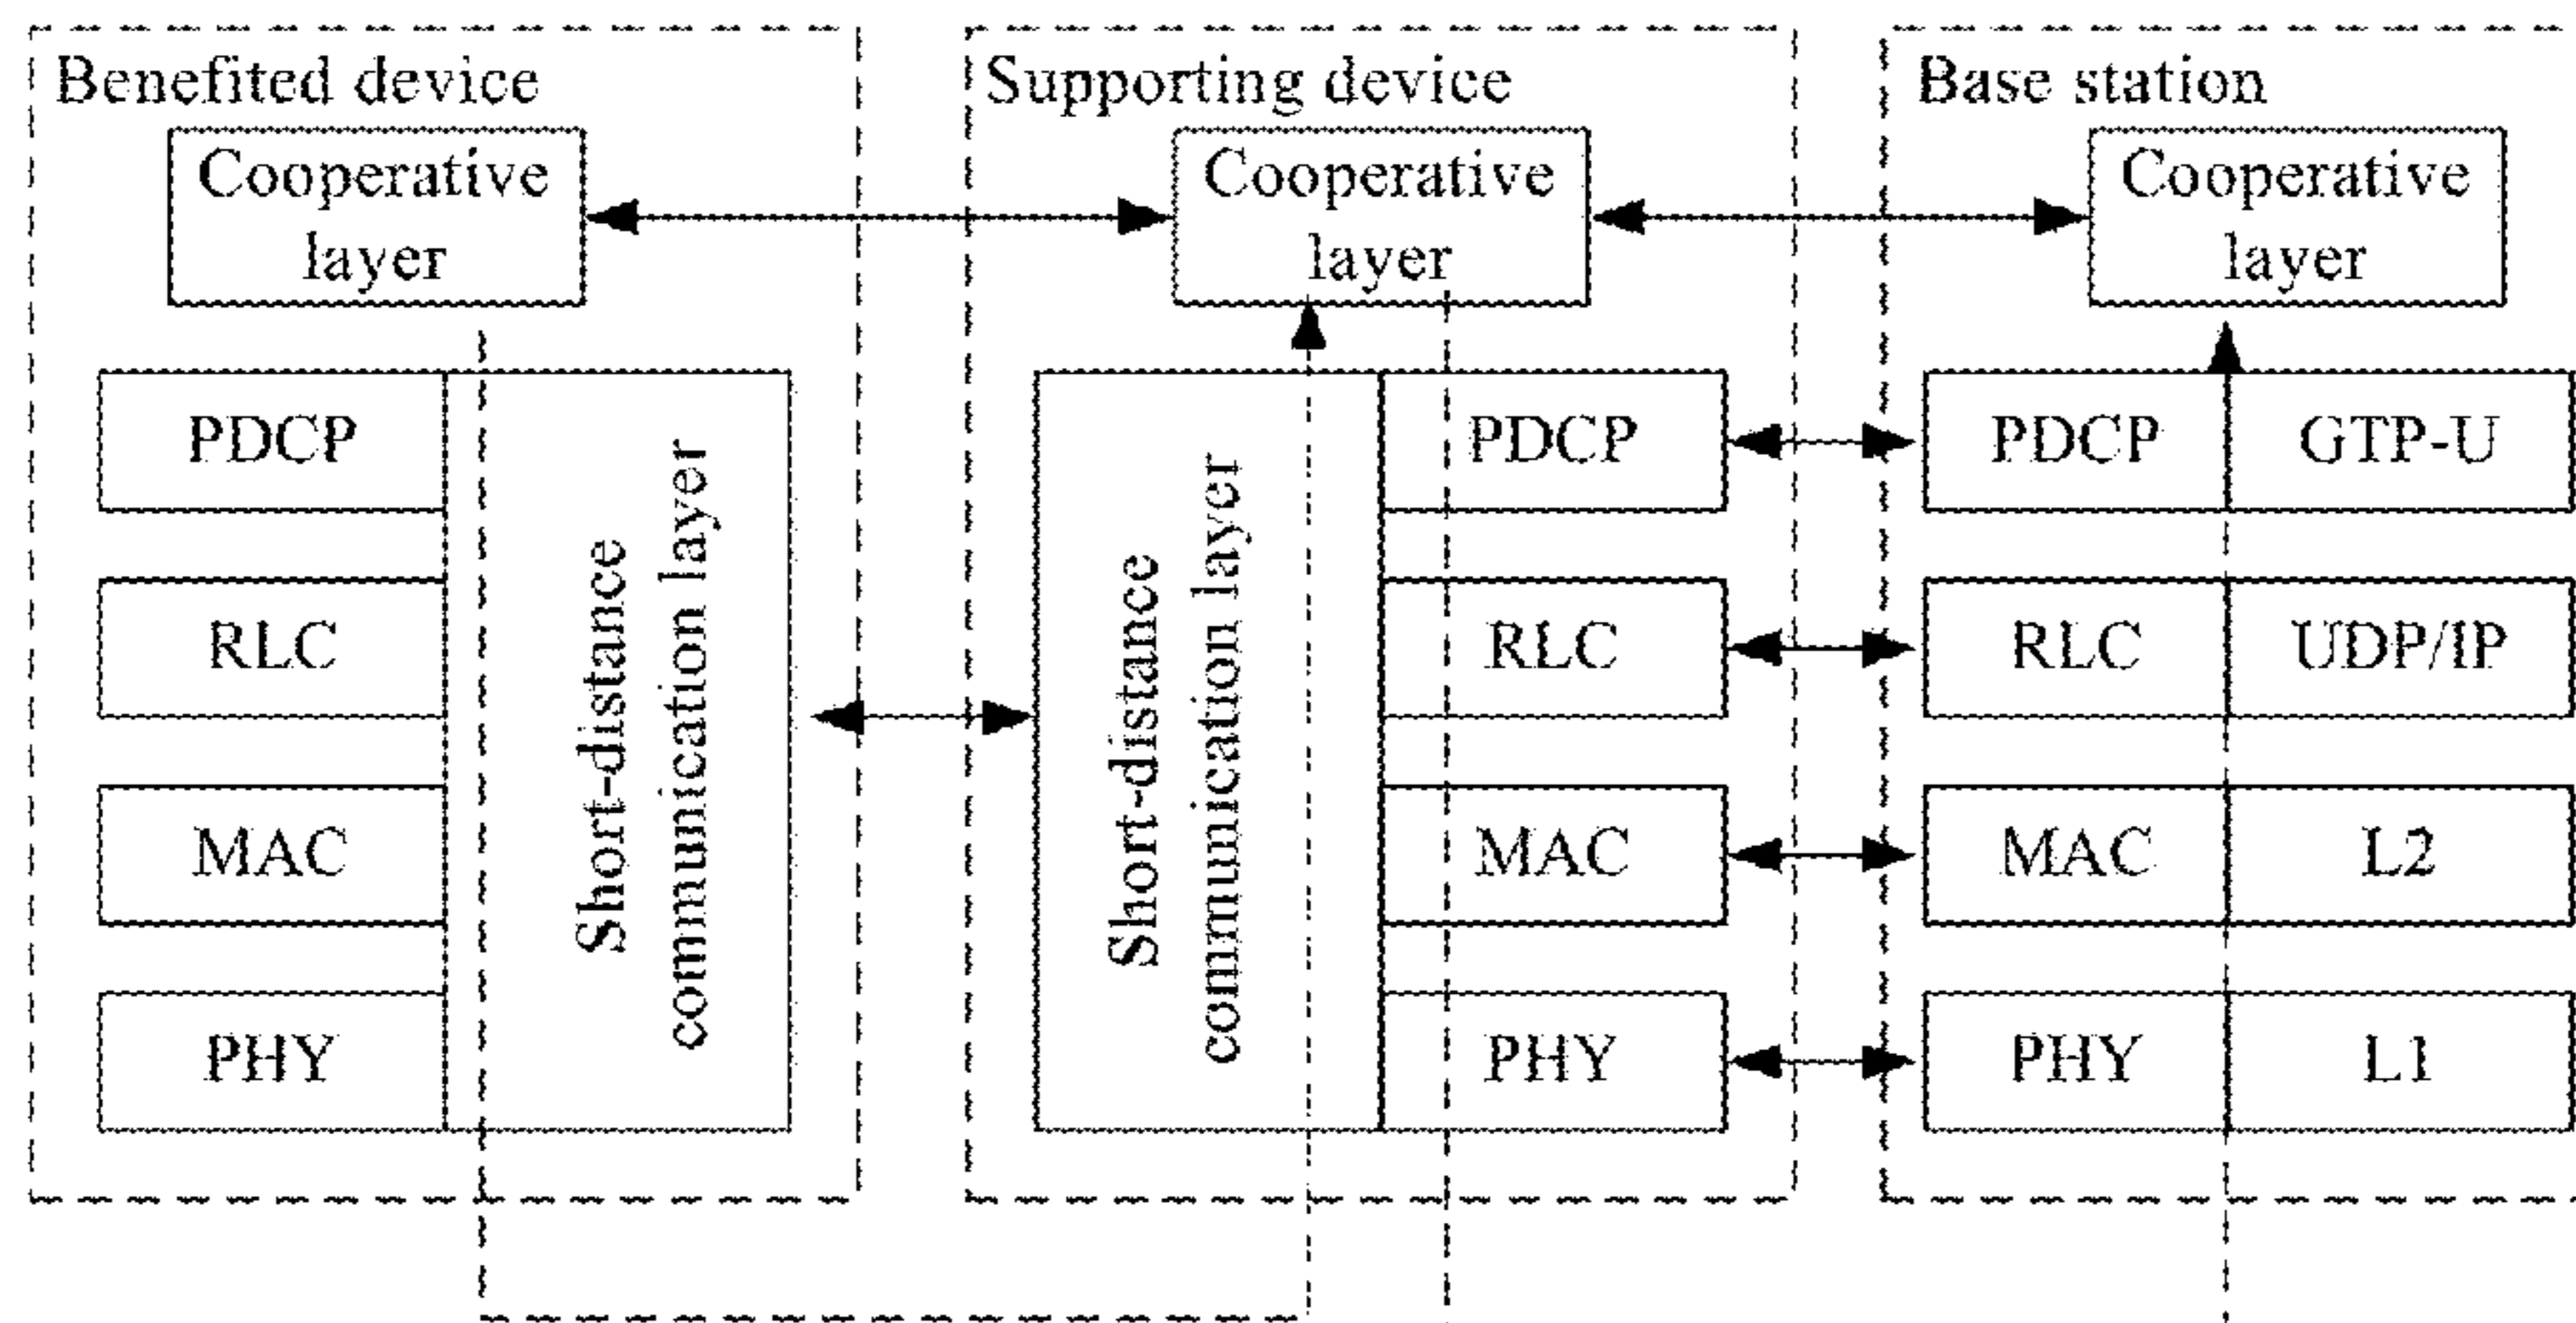 Benefited device
Cooperative
layer
PDCP
RLC
MAC
PHY
Short-distance
communication layer
Supporting device
Cooperative
layer
Short-distance
communication layer
PDCP
RLC
MAC
PHY
Base station
Cooperative
layer
PDCP
GTP-U
RLC
UDP/IP
MAC
L2
PHY
L1